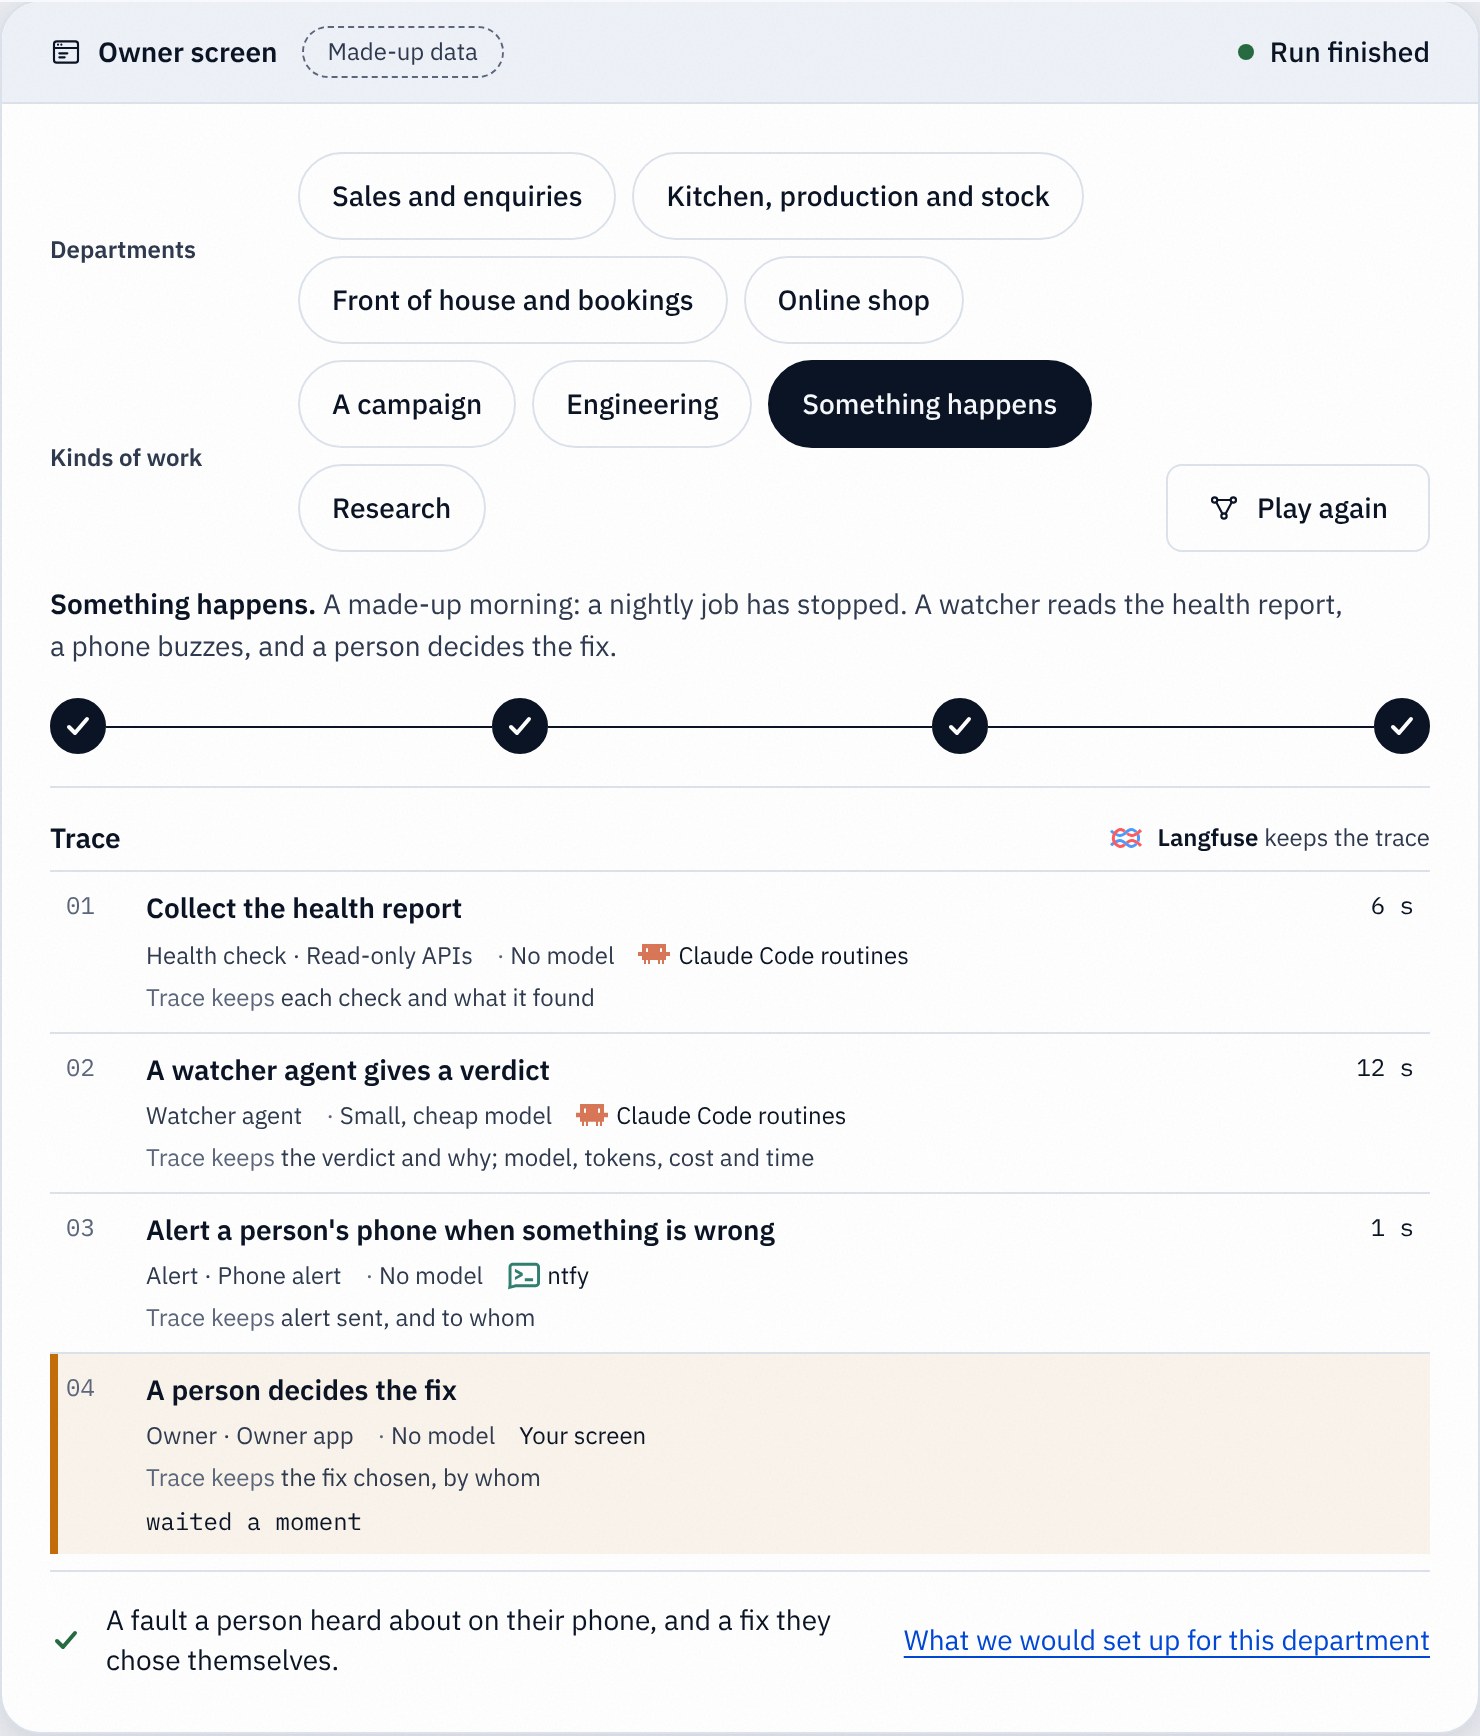 Owner screen
Made-up data
Run finished
Departments
Sales and enquiries
Kitchen, production and stock
Front of house and bookings
Online shop
Kinds of work
A campaign
Engineering
Something happens
Research
Play again
Something happens. A made-up morning: a nightly job has stopped. A watcher reads the health report,
a phone buzzes, and a person decides the fix.
Trace
Langfuse keeps the trace
01
Collect the health report
6 s
Health check · Read-only APIs · No model Claude Code routines
Trace keeps each check and what it found
02
A watcher agent gives a verdict
12 s
Watcher agent · Small, cheap model Claude Code routines
Trace keeps the verdict and why; model, tokens, cost and time
03
Alert a person's phone when something is wrong
1 s
Alert · Phone alert · No model ntfy
Trace keeps alert sent, and to whom
04
A person decides the fix
Owner · Owner app · No model Your screen
Trace keeps the fix chosen, by whom
waited a moment
A fault a person heard about on their phone, and a fix they
chose themselves.
What we would set up for this department